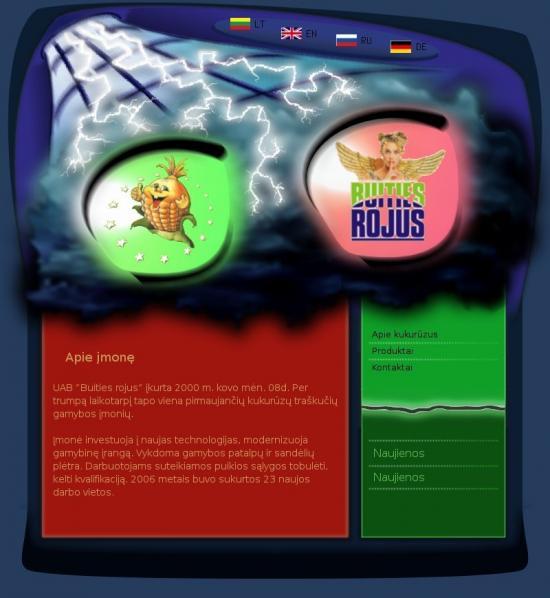 LT
EN
RU
DE
BUITIES
ROJUS
Apie įmonę
UAB "Buities rojus" įkurta 2000 m. kovo mėn. 08d. Per
trumpą laikotarpį tapo viena pirmaujančių kukurūzų traškučių
gamybos įmonių.
Įmonė investuoja į naujas technologijas, modernizuoja
gamybinę įrangą. Vykdoma gamybos patalpų ir sandėlių
plėtra. Darbuotojams suteikiamos puikios sąlygos tobulėti,
kelti kvalifikaciją. 2006 metais buvo sukurtos 23 naujos
darbo vietos.
Apie kukurūzus
Produktai
Kontaktai
Naujienos
Naujienos